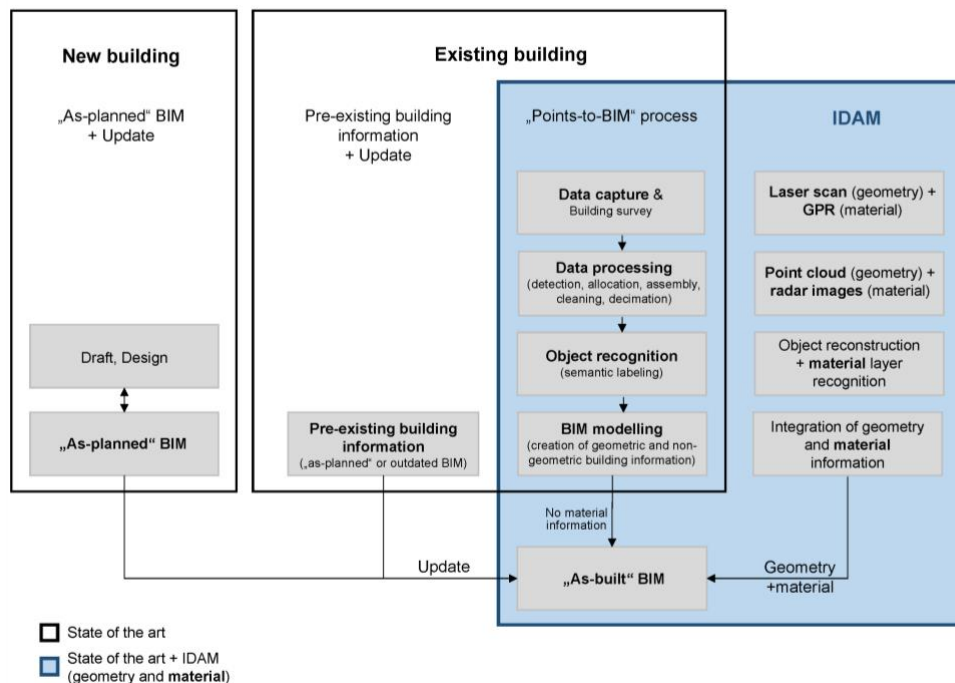 New building
„As-planned“ BIM
+ Update
Draft, Design
„As-planned“ BIM
Existing building
Pre-existing building
information
+ Update
Pre-existing building
information
(„as-planned“ or outdated BIM)
„Points-to-BIM“ process
Data capture &
Building survey
Data processing
(detection, allocation, assembly,
cleaning, decimation)
Object recognition
(semantic labeling)
BIM modelling
(creation of geometric and non-
geometric building information)
IDAM
Laser scan (geometry) +
GPR (material)
Point cloud (geometry) +
radar images (material)
Object reconstruction
+ material layer
recognition
Integration of geometry
and material
information
No material
information
Update
„As-built“ BIM
Geometry
+material
State of the art
State of the art + IDAM
(geometry and material)